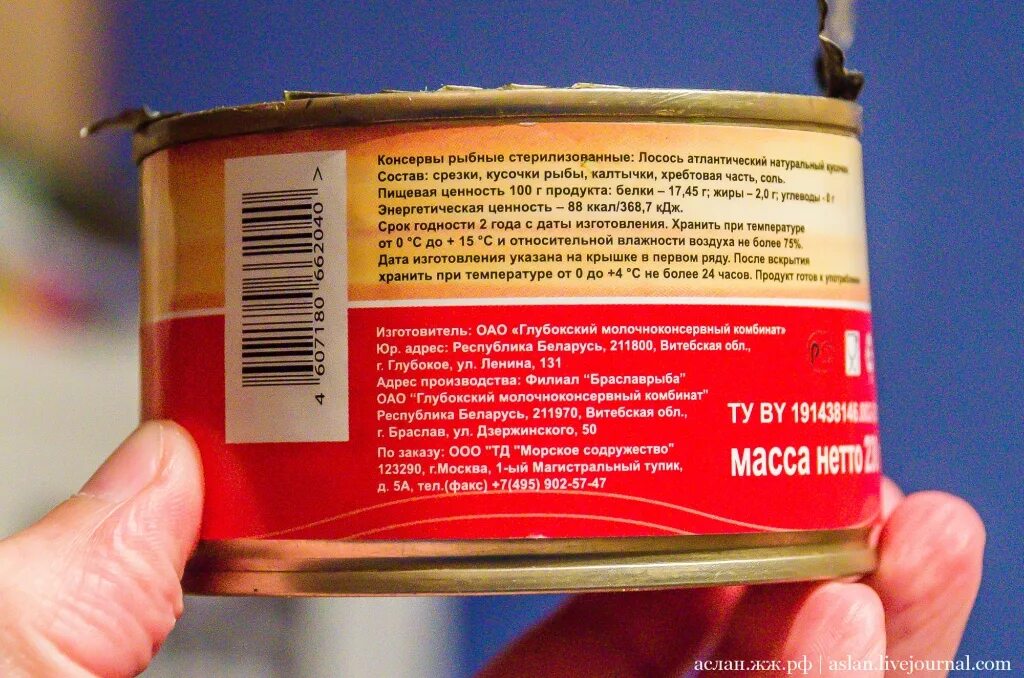 Консервы рыбные стерилизованные: Лосось атлантический натуральный кусочки
Состав: срезки, кусочки рыбы, калтычки, хребтовая часть, соль.
Пищевая ценность 100 г продукта: белки – 17,45 г; жиры – 2,0 г; углеводы - 0 г
Энергетическая ценность – 88 ккал/368,7 кДж.
Срок годности 2 года с даты изготовления. Хранить при температуре
от 0 °С до + 15 °С и относительной влажности воздуха не более 75%.
Дата изготовления указана на крышке в первом ряду. После вскрытия
хранить при температуре от 0 до +4 °С не более 24 часов. Продукт готов к употреблению
4 607180 662040 >
Изготовитель: ОАО «Глубокский молочноконсервный комбинат»
Юр. адрес: Республика Беларусь, 211800, Витебская обл.,
г. Глубокое, ул. Ленина, 131
Адрес производства: Филиал "Браславрыба"
ОАО "Глубокский молочноконсервный комбинат"
Республика Беларусь, 211970, Витебская обл.,
г. Браслав, ул. Дзержинского, 50
По заказу: ООО "ТД "Морское содружество"
123290, г.Москва, 1-ый Магистральный тупик,
д. 5А, тел.(факс) +7(495) 902-57-47
ТУ BY 191438146
масса нетто
аслан.жж.рф | aslan.livejournal.com